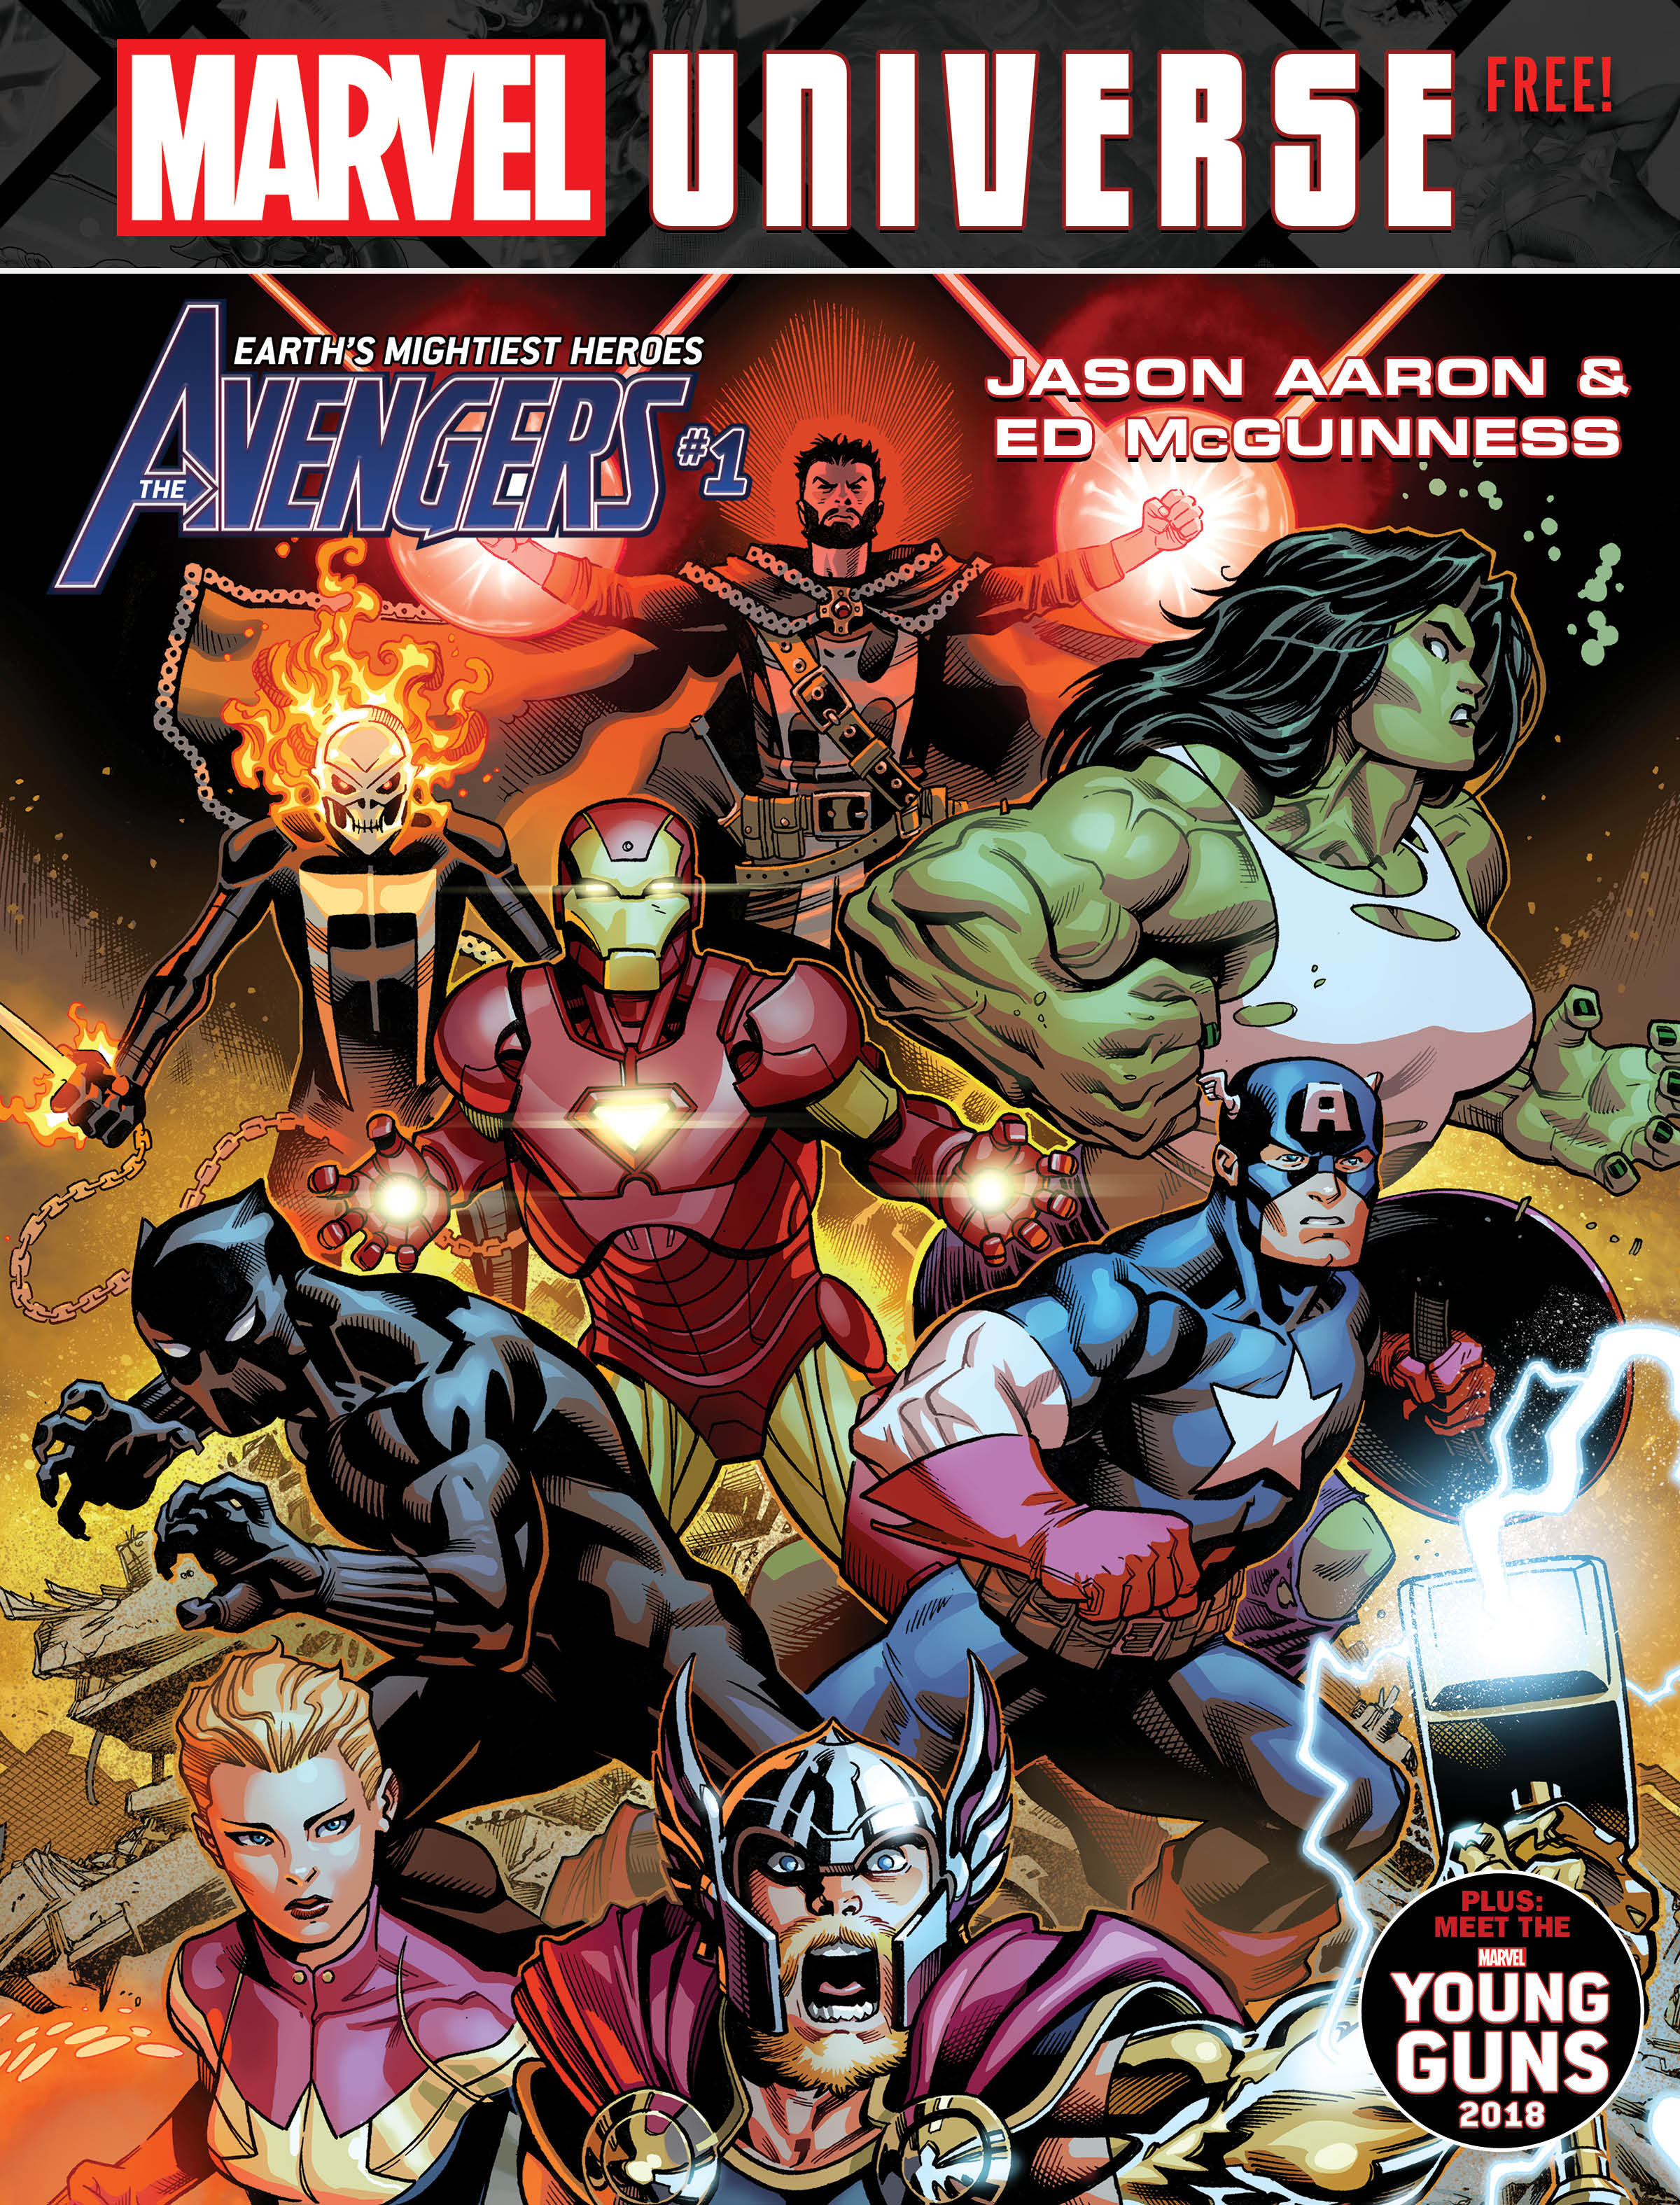 MARVEL UNIVERSE FREE!
EARTH'S MIGHTIEST HEROES
THE AVENGERS #1
JASON AARON &
ED McGUINNESS
A
PLUS:
MEET THE
MARVEL
YOUNG
GUNS
2018